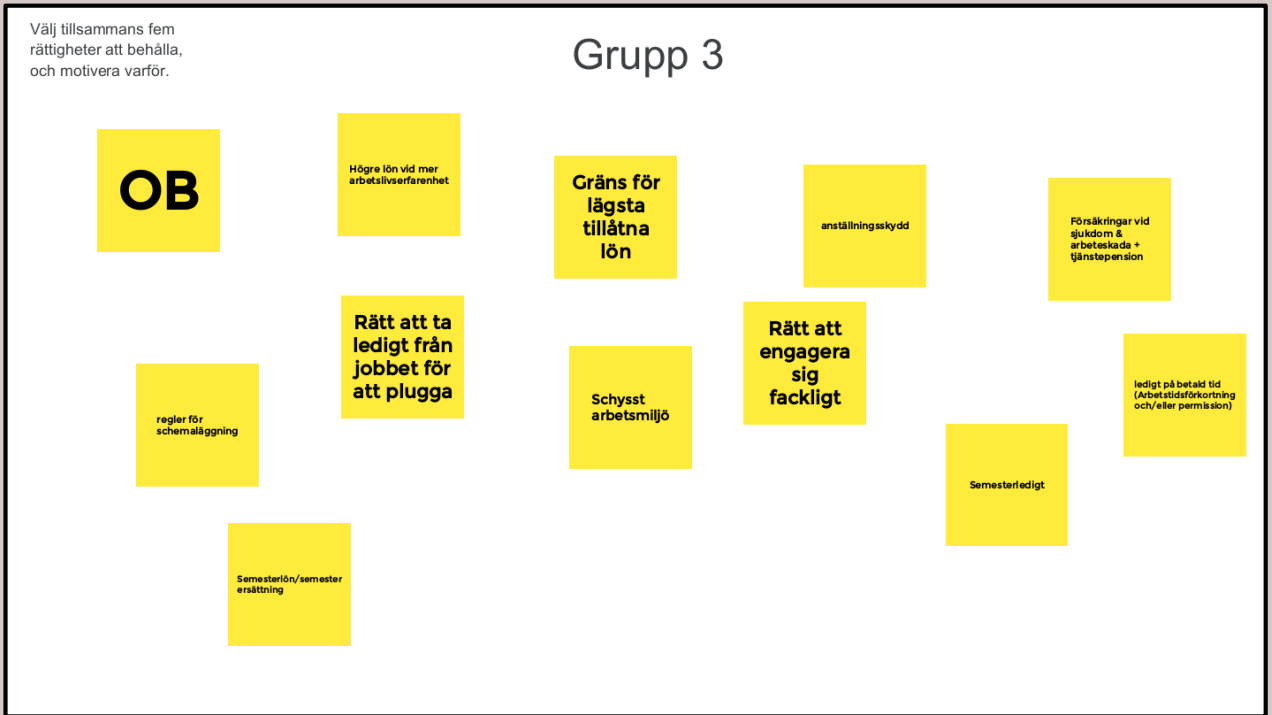 Välj tillsammans fem
rättigheter att behålla,
och motivera varför.
Grupp 3
OB
Högre lön vid mer
arbetslivserfarenhet
Gräns för
lägsta
tillåtna
lön
anställningsskydd
Försäkringar vid
sjukdom &
arbeteskada +
tjänstepension
Rätt att ta
ledigt från
jobbet för
att plugga
Rätt att
engagera
sig
fackligt
regler för
schemaläggning
Schysst
arbetsmiljö
ledigt på betald tid
(Arbetstidsförkortning
och/eller permission)
Semesterledigt
Semesterlön/semester
ersättning